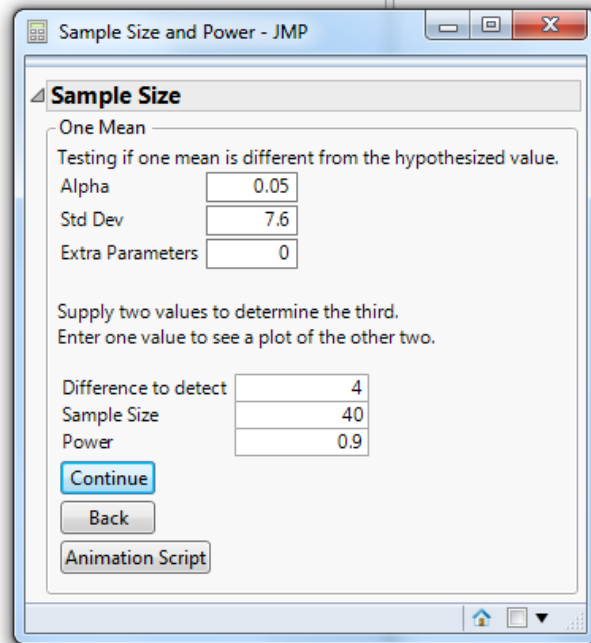 Sample Size and Power - JMP
Sample Size
One Mean
Testing if one mean is different from the hypothesized value.
Alpha 0.05
Std Dev 7.6
Extra Parameters 0
Supply two values to determine the third.
Enter one value to see a plot of the other two.
Difference to detect 4
Sample Size 40
Power 0.9
Continue
Back
Animation Script